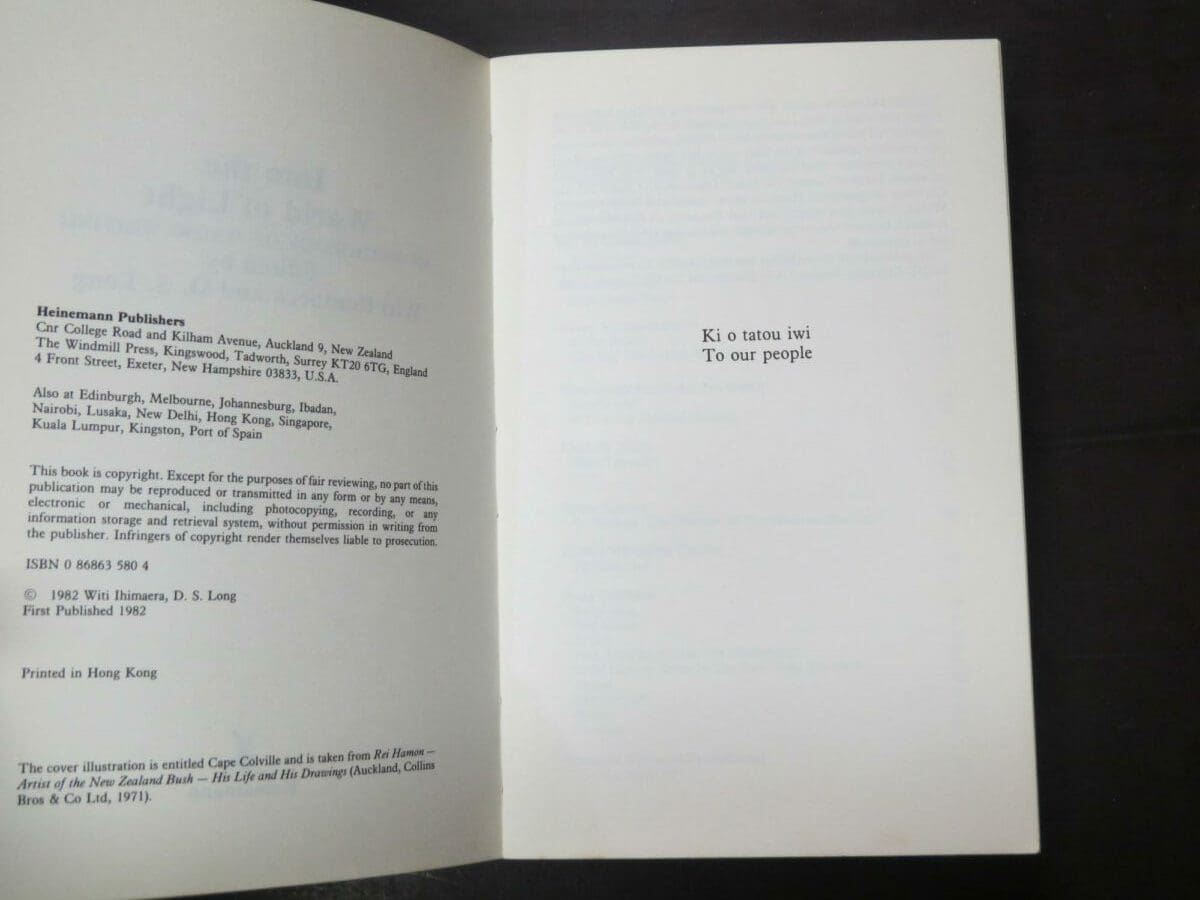 Heinemann Publishers
Cnr College Road and Kilham Avenue, Auckland 9, New Zealand
The Windmill Press, Kingswood, Tadworth, Surrey KT20 6TG, England
4 Front Street, Exeter, New Hampshire 03833, U.S.A.
Also at Edinburgh, Melbourne, Johannesburg, Ibadan,
Nairobi, Lusaka, New Delhi, Hong Kong, Singapore,
Kuala Lumpur, Kingston, Port of Spain
This book is copyright. Except for the purposes of fair reviewing, no part of this
publication may be reproduced or transmitted in any form or by any means,
electronic or mechanical, including photocopying, recording, or any
information storage and retrieval system, without permission in writing from
the publisher. Infringers of copyright render themselves liable to prosecution.
ISBN 0 86863 580 4
© 1982 Witi Ihimaera, D. S. Long
First Published 1982
Printed in Hong Kong
The cover illustration is entitled Cape Colville and is taken from Rei Hamon —
Artist of the New Zealand Bush — His Life and His Drawings (Auckland, Collins
Bros & Co Ltd, 1971).
Ki o tatou iwi
To our people